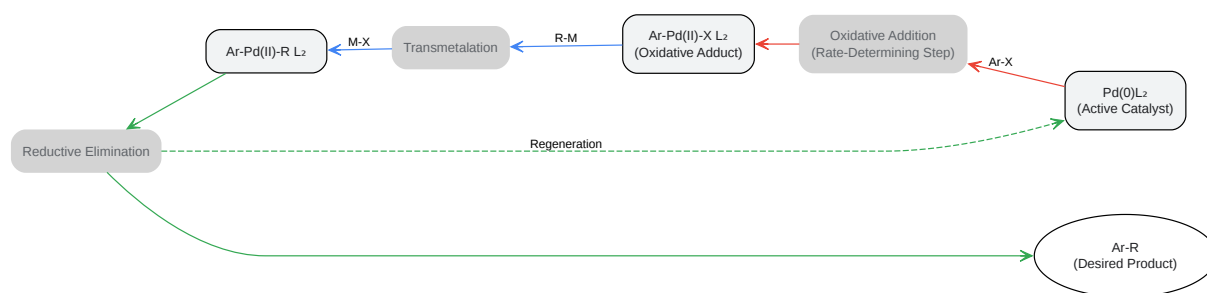 Ar-Pd(II)-R L₂
M-X
Transmetalation
R-M
Ar-Pd(II)-X L₂
(Oxidative Adduct)
Oxidative Addition
(Rate-Determining Step)
Ar-X
Pd(0)L₂
(Active Catalyst)
Reductive Elimination
Regeneration
Ar-R
(Desired Product)